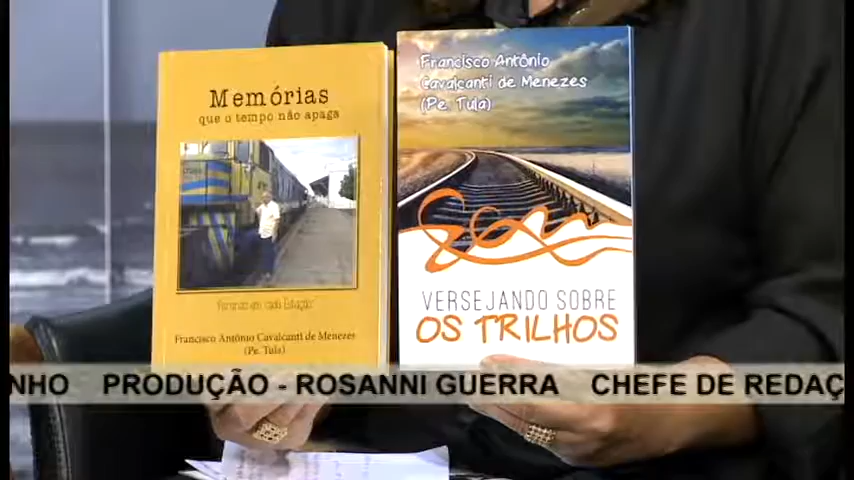 Memórias
que o tempo não apaga
Francisco Antônio Cavalcanti de Menezes
(Pe. Tula)
Francisco Antônio
Cavalcanti de Menezes
(Pe. Tula)
VERSEJANDO SOBRE
OS TRILHOS
NHO PRODUÇÃO - ROSANNI GUERRA CHEFE DE REDAÇ